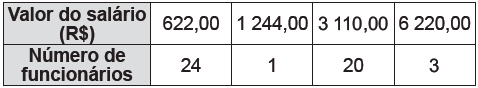 Valor do salário (R$) 622,00 1 244,00 3 110,00 6 220,00
Número de funcionários 24 1 20 3